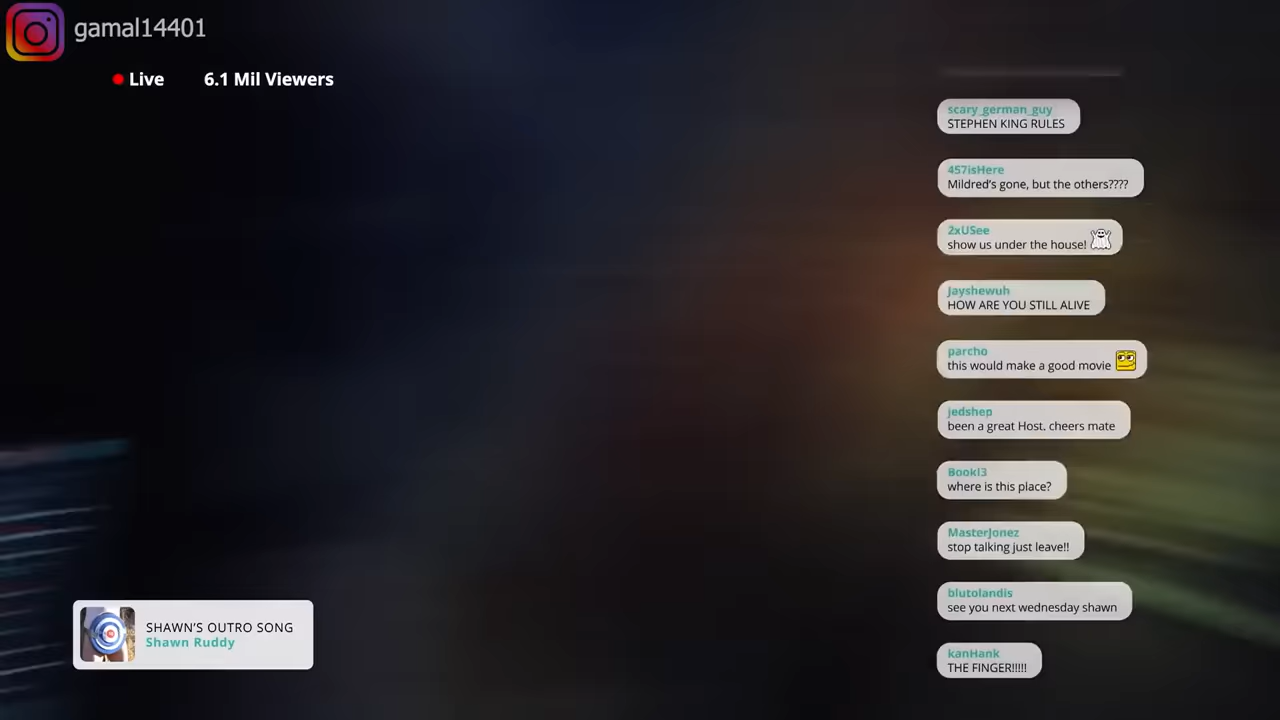 gamal14401
Live 6.1 Mil Viewers
scary_german_guy
STEPHEN KING RULES
457isHere
Mildred's gone, but the others????
2xUSee
show us under the house!
Jayshewuh
HOW ARE YOU STILL ALIVE
parcho
this would make a good movie
jedshep
been a great Host. cheers mate
Bookl3
where is this place?
MasterJonez
stop talking just leave!!
blutolandis
see you next wednesday shawn
kanHank
THE FINGER!!!!!
SHAWN'S OUTRO SONG
Shawn Ruddy